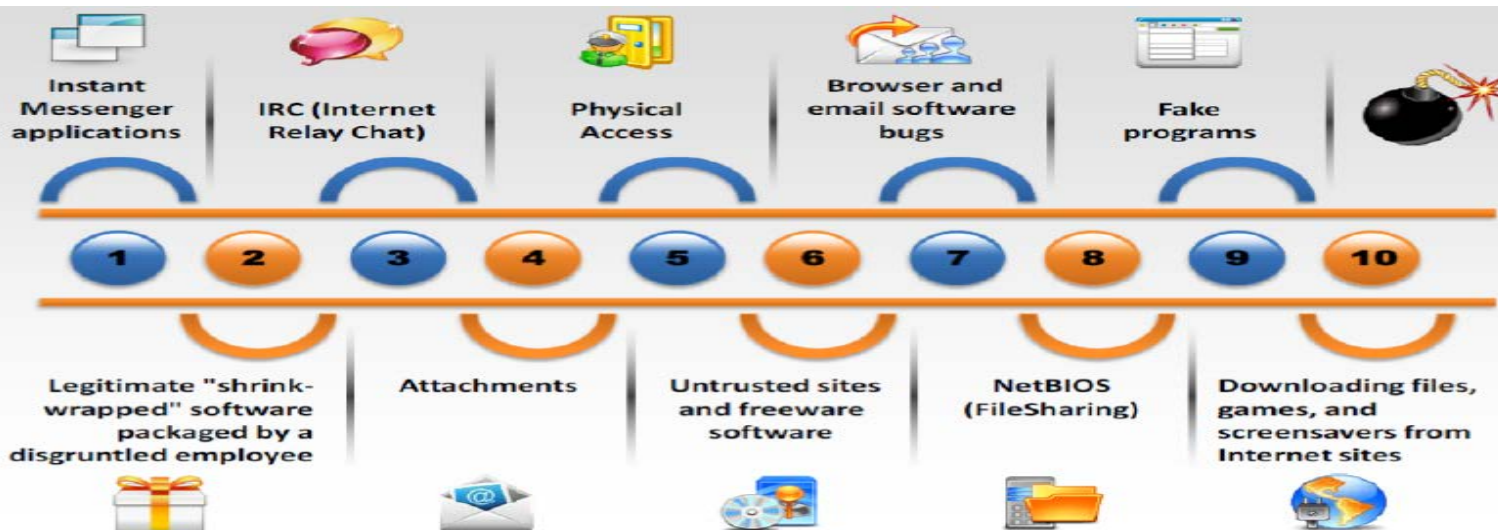 Instant
Messenger
applications
IRC (Internet
Relay Chat)
Physical
Access
Browser and
email software
bugs
Fake
programs
1
2
3
4
5
6
7
8
9
10
Legitimate "shrink-
wrapped" software
packaged by a
disgruntled employee
Attachments
Untrusted sites
and freeware
software
NetBIOS
(FileSharing)
Downloading files,
games, and
screensavers from
Internet sites
@